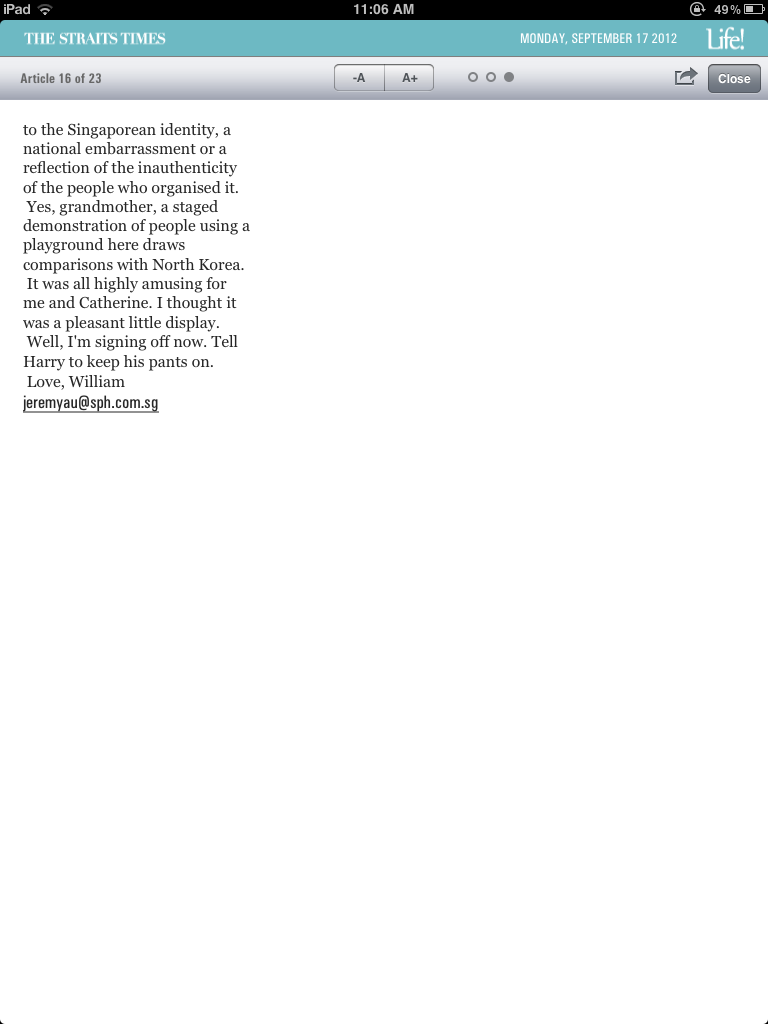 iPad 11:06 AM 49%
THE STRAITS TIMES MONDAY, SEPTEMBER 17 2012 Life!
Article 16 of 23 -A A+ Close
to the Singaporean identity, a
national embarrassment or a
reflection of the inauthenticity
of the people who organised it.
Yes, grandmother, a staged
demonstration of people using a
playground here draws
comparisons with North Korea.
It was all highly amusing for
me and Catherine. I thought it
was a pleasant little display.
Well, I'm signing off now. Tell
Harry to keep his pants on.
Love, William
jeremyau@sph.com.sg